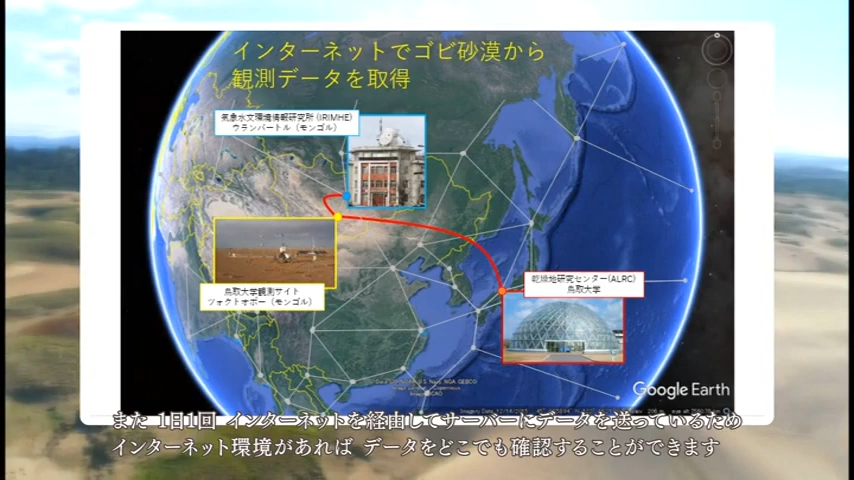 インターネットでゴビ砂漠から
観測データを取得
気象水文環境情報研究所 (IRIMHE)
ウランバートル（モンゴル）
鳥取大学観測サイト
ツォクトオボー（モンゴル）
乾燥地研究センター(ALRC)
鳥取大学
Google Earth
また 1日1回 インターネットを経由してサーバーにデータを送っているため
インターネット環境があれば データをどこでも確認することができます